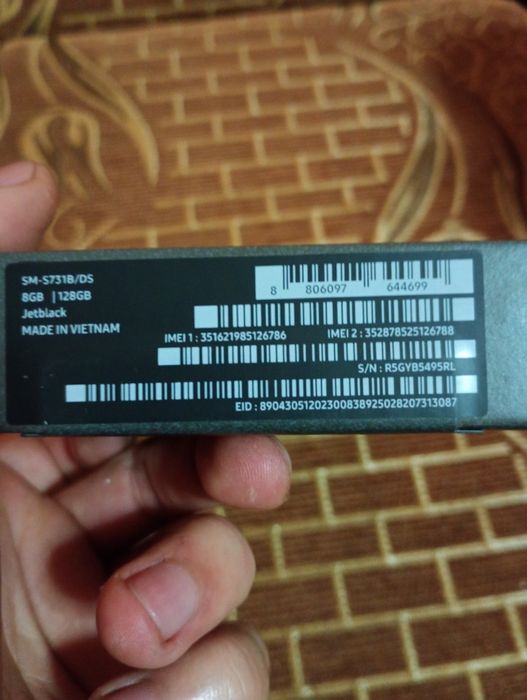 SM-S731B/DS
8GB | 128GB
Jetblack
MADE IN VIETNAM
8 806097 644699
IMEI 1 : 351621985126786 IMEI 2 : 352878525126788
S/N : R5GYB5495RL
EID : 89043051202300838925028207313087